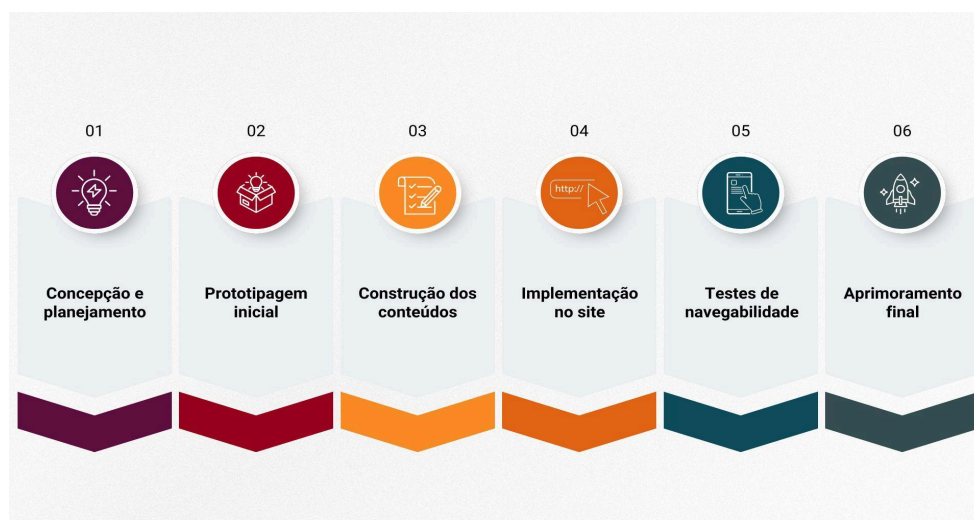 01
02
03
04
05
06
http://
Concepção e
planejamento
Prototipagem
inicial
Construção dos
conteúdos
Implementação
no site
Testes de
navegabilidade
Aprimoramento
final